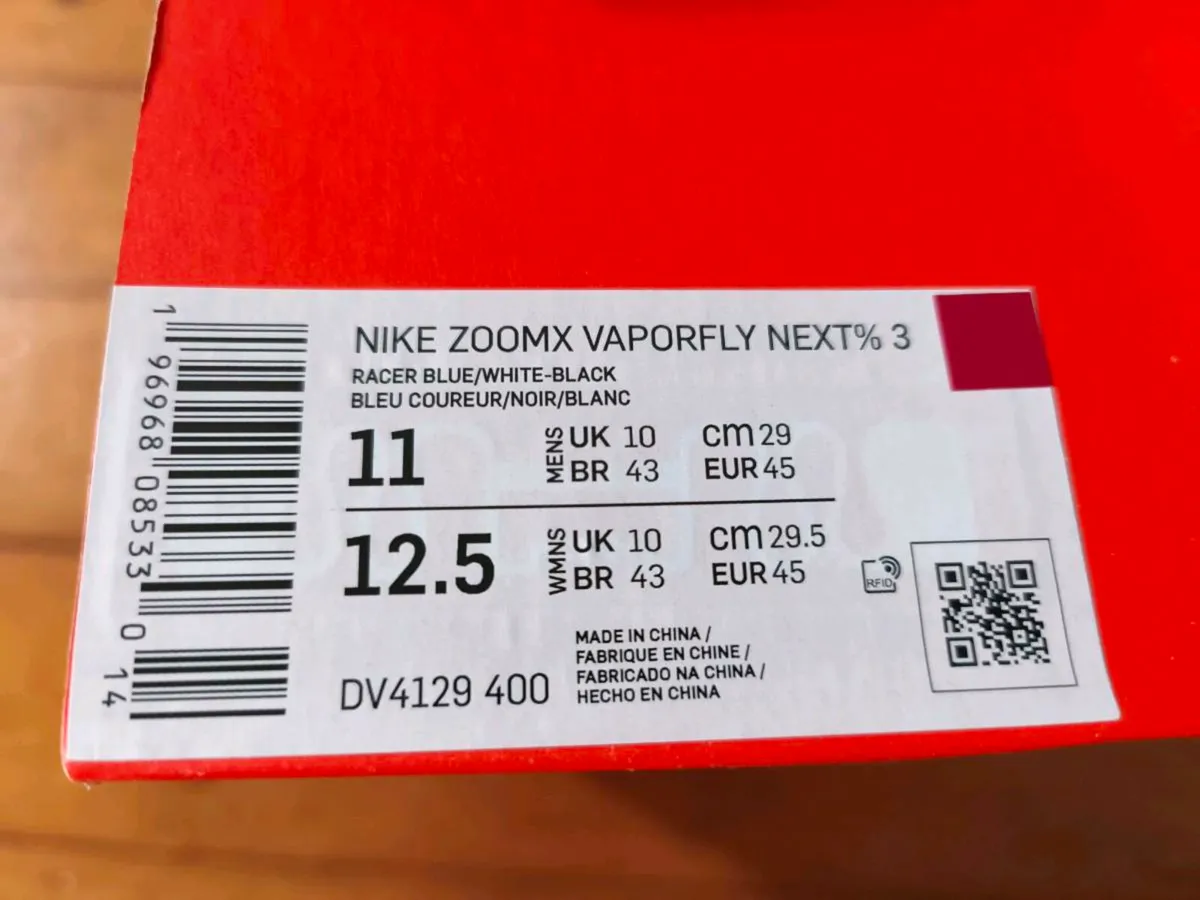 NIKE ZOOMX VAPORFLY NEXT% 3
RACER BLUE/WHITE-BLACK
BLEU COUREUR/NOIR/BLANC
11 MENS UK 10 cm 29
BR 43 EUR 45
12.5 WMNS UK 10 cm 29.5
BR 43 EUR 45
RFID
DV4129 400
MADE IN CHINA /
FABRIQUE EN CHINE /
FABRICADO NA CHINA /
HECHO EN CHINA
1 96968 08533 0 14